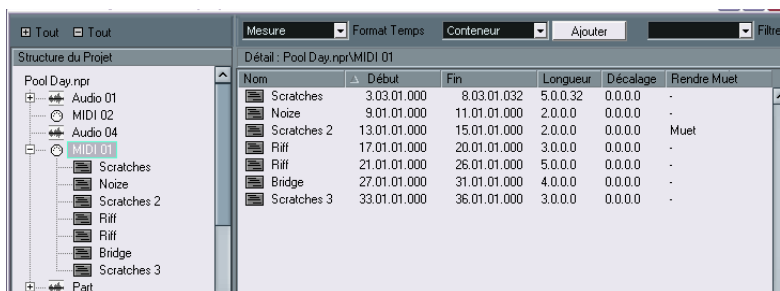 Tout Tout Mesure Format Temps Conteneur Ajouter Filtre
Structure du Projet
Pool Day.npr
Audio 01
MIDI 02
Audio 04
MIDI 01
Scratches
Noize
Scratches 2
Riff
Riff
Bridge
Scratches 3
Part
Détail : Pool Day.npr\MIDI 01
Nom Début Fin Longueur Décalage Rendre Muet
Scratches 3.03.01.000 8.03.01.032 5.0.0.32 0.0.0.0 -
Noize 9.01.01.000 11.01.01.000 2.0.0.0 0.0.0.0 -
Scratches 2 13.01.01.000 15.01.01.000 2.0.0.0 0.0.0.0 Muet
Riff 17.01.01.000 20.01.01.000 3.0.0.0 0.0.0.0 -
Riff 21.01.01.000 26.01.01.000 5.0.0.0 0.0.0.0 -
Bridge 27.01.01.000 31.01.01.000 4.0.0.0 0.0.0.0 -
Scratches 3 33.01.01.000 36.01.01.000 3.0.0.0 0.0.0.0 -